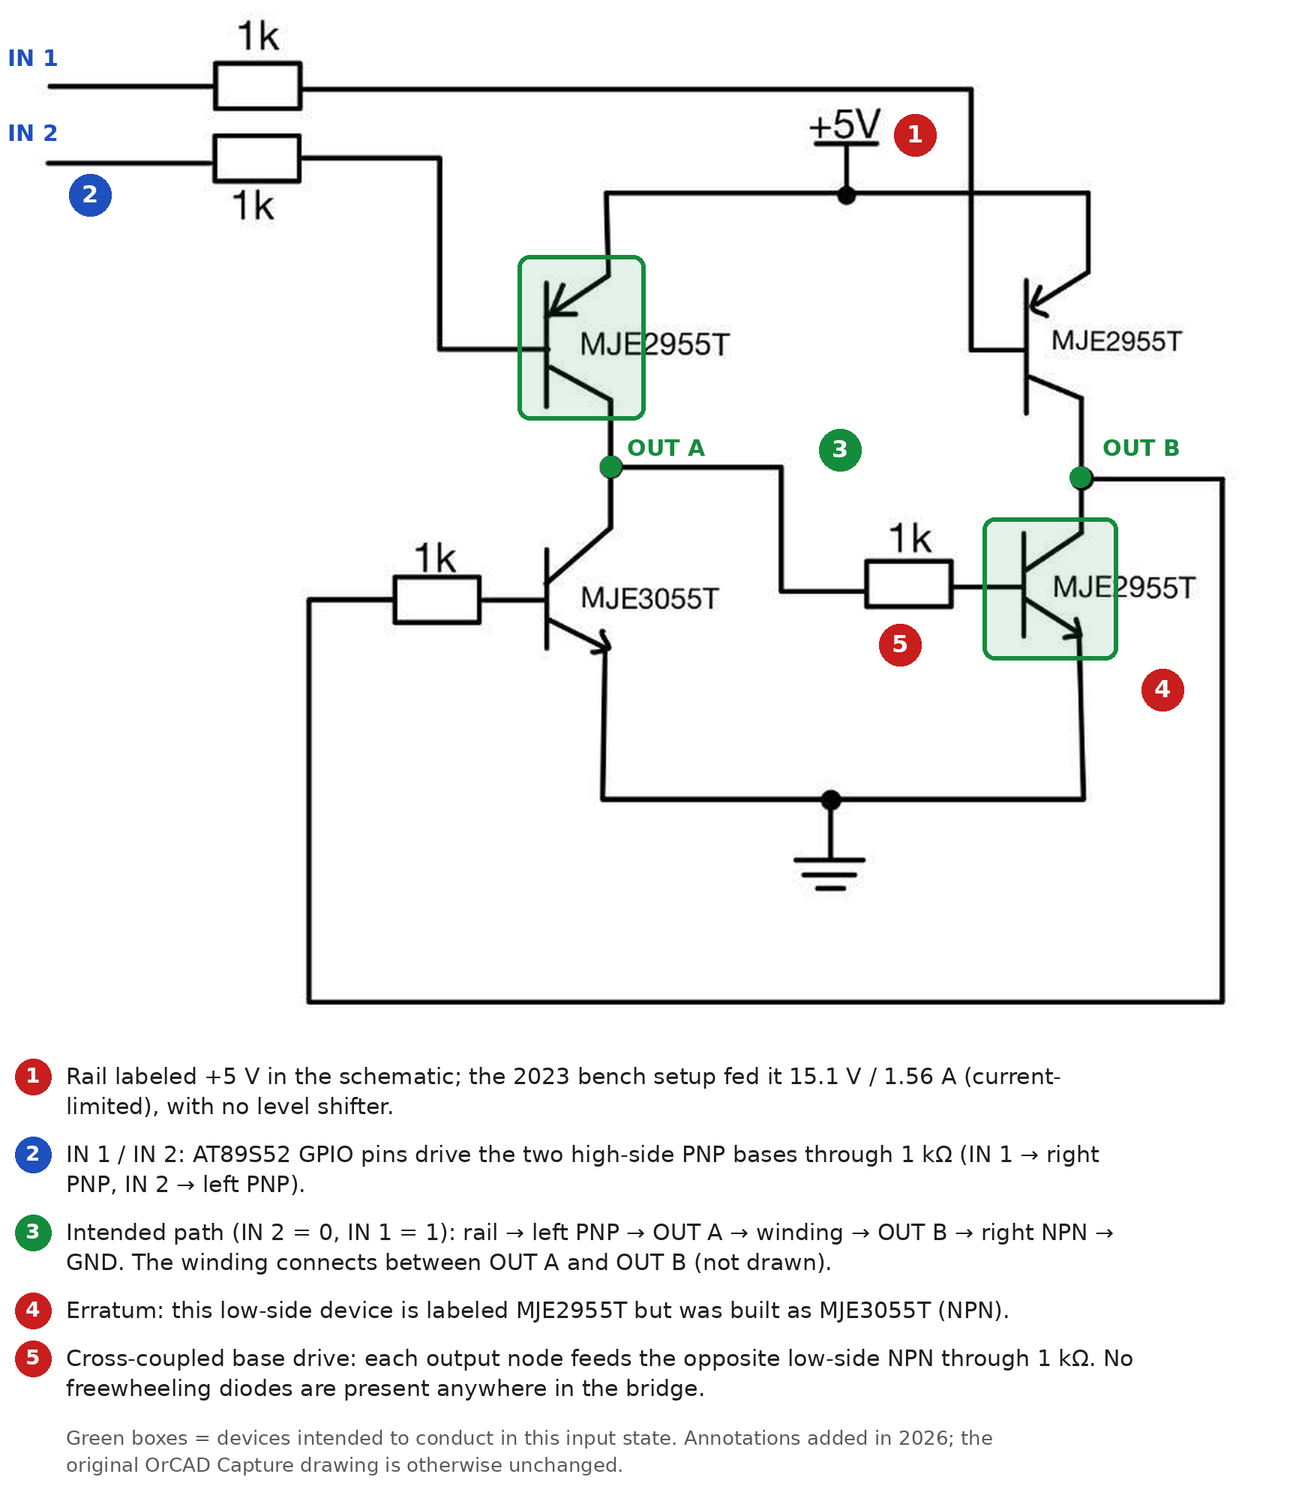 1k
IN 1
+5V
1
IN 2
2
1k
MJE2955T
MJE2955T
OUT A
3
OUT B
1k
1k
MJE3055T
MJE2955T
5
4
1 Rail labeled +5 V in the schematic; the 2023 bench setup fed it 15.1 V / 1.56 A (current-
limited), with no level shifter.
2 IN 1 / IN 2: AT89S52 GPIO pins drive the two high-side PNP bases through 1 kΩ (IN 1 → right
PNP, IN 2 → left PNP).
3 Intended path (IN 2 = 0, IN 1 = 1): rail → left PNP → OUT A → winding → OUT B → right NPN →
GND. The winding connects between OUT A and OUT B (not drawn).
4 Erratum: this low-side device is labeled MJE2955T but was built as MJE3055T (NPN).
5 Cross-coupled base drive: each output node feeds the opposite low-side NPN through 1 kΩ. No
freewheeling diodes are present anywhere in the bridge.
Green boxes = devices intended to conduct in this input state. Annotations added in 2026; the
original OrCAD Capture drawing is otherwise unchanged.